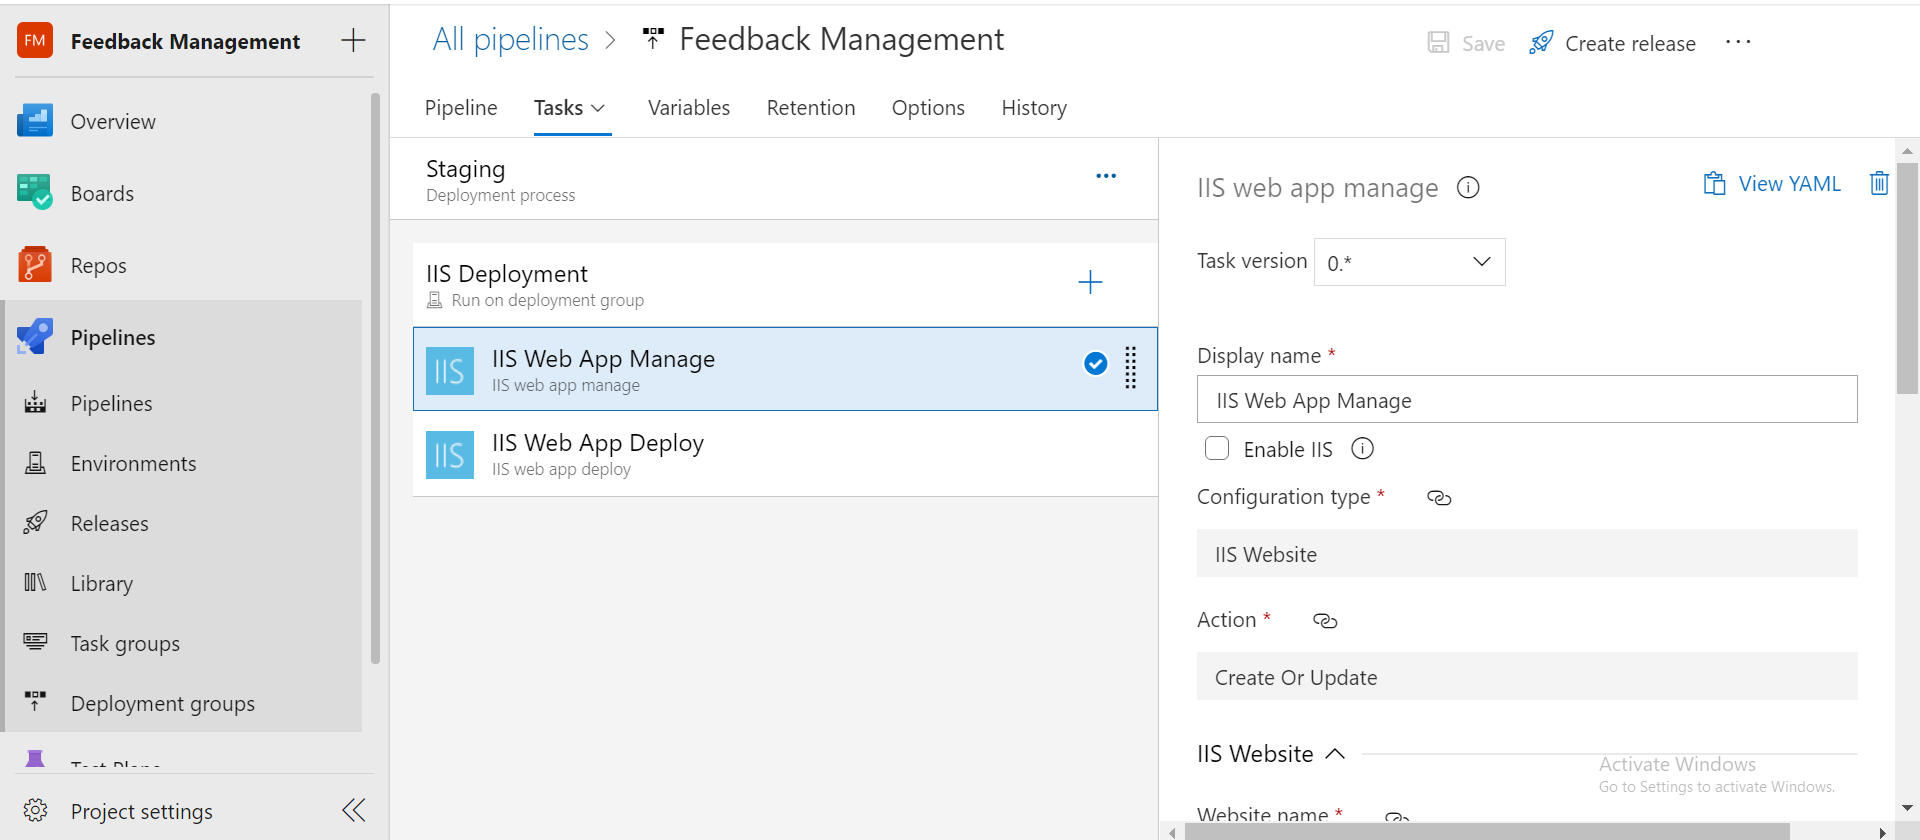 FM
Feedback Management
Overview
Boards
Repos
Pipelines
Pipelines
Environments
Releases
Library
Task groups
Deployment groups
Test Plans
Project settings
All pipelines
Feedback Management
Save
Create release
Pipeline
Tasks
Variables
Retention
Options
History
Staging
Deployment process
IIS Deployment
Run on deployment group
IIS
IIS Web App Manage
IIS web app manage
IIS
IIS Web App Deploy
IIS web app deploy
IIS web app manage
View YAML
Task version
0.*
Display name *
IIS Web App Manage
Enable IIS
Configuration type *
IIS Website
Action *
Create Or Update
IIS Website
Activate Windows
Go to Settings to activate Windows.
Website name *